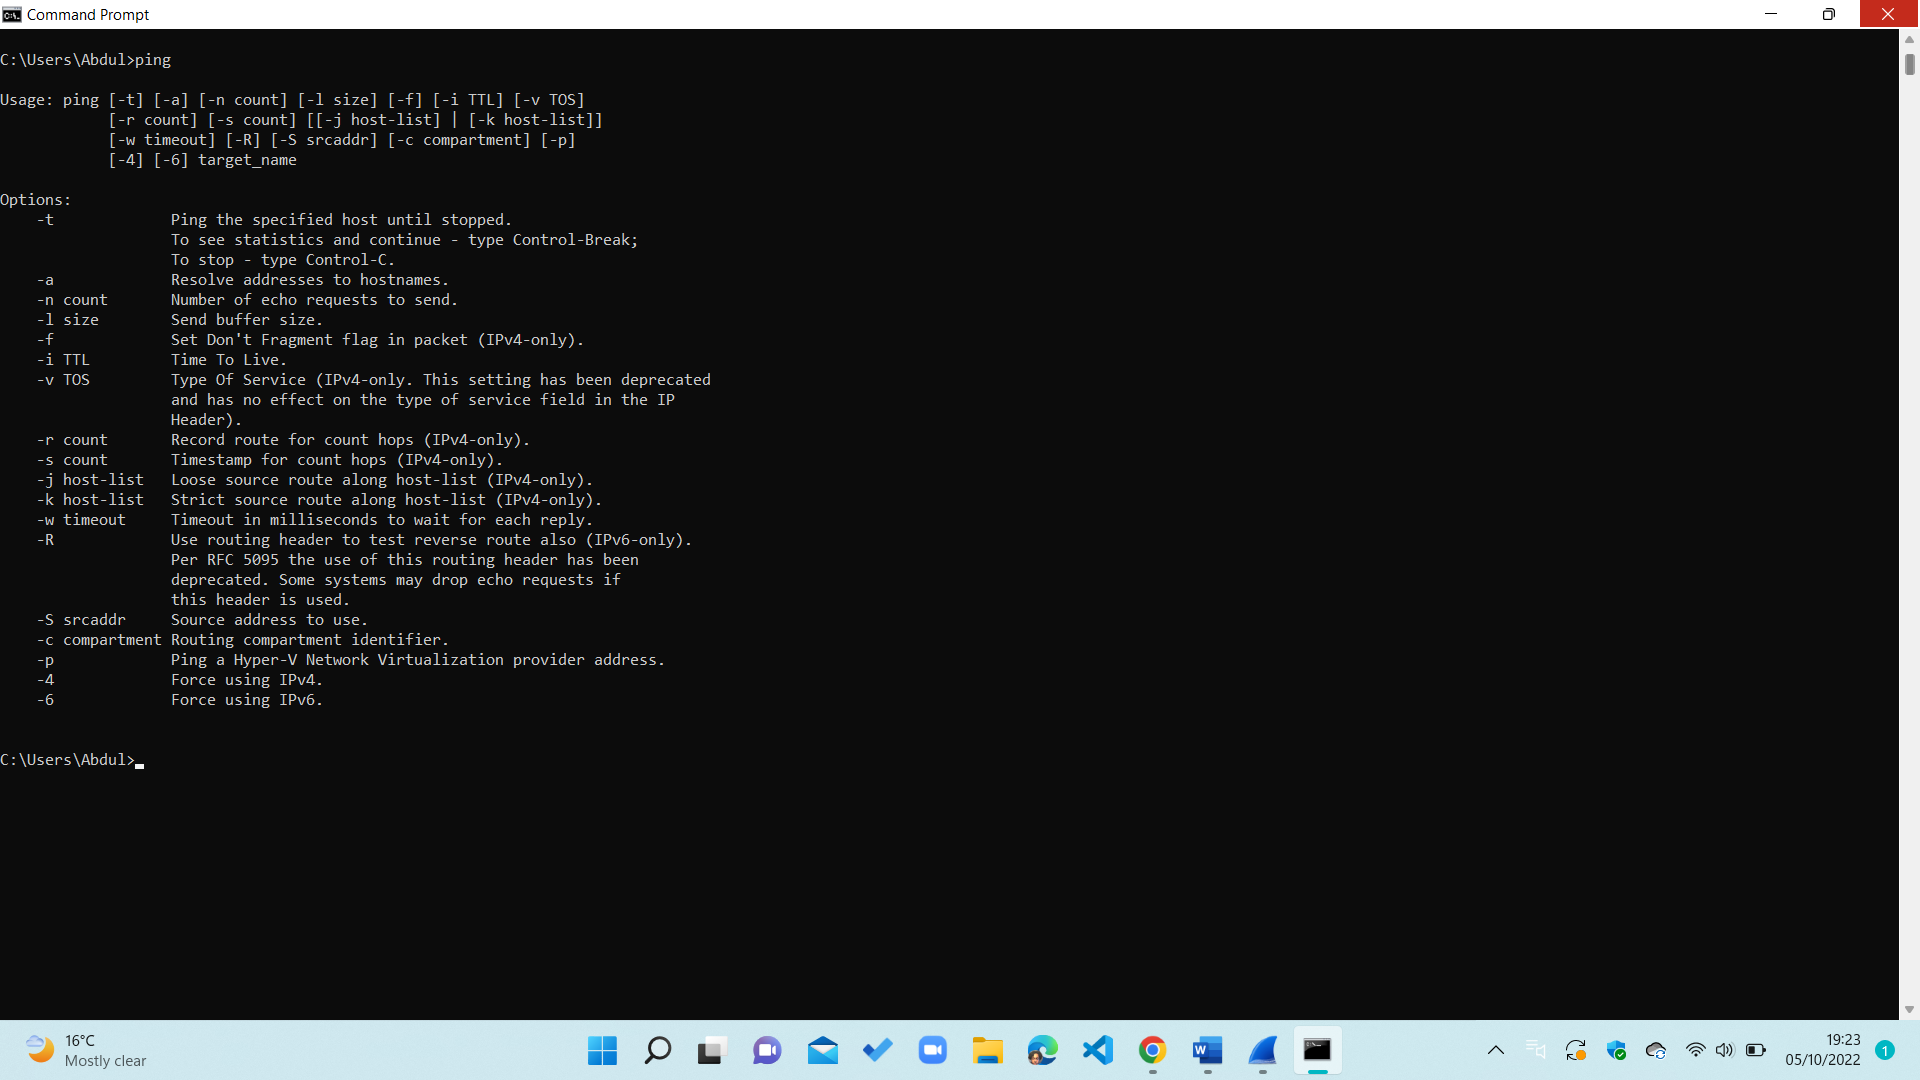 Command Prompt
C:\Users\Abdul>ping
Usage: ping [-t] [-a] [-n count] [-l size] [-f] [-i TTL] [-v TOS]
[-r count] [-s count] [[-j host-list] | [-k host-list]]
[-w timeout] [-R] [-S srcaddr] [-c compartment] [-p]
[-4] [-6] target_name
Options:
-t Ping the specified host until stopped.
To see statistics and continue - type Control-Break;
To stop - type Control-C.
-a Resolve addresses to hostnames.
-n count Number of echo requests to send.
-l size Send buffer size.
-f Set Don't Fragment flag in packet (IPv4-only).
-i TTL Time To Live.
-v TOS Type Of Service (IPv4-only. This setting has been deprecated
and has no effect on the type of service field in the IP
Header).
-r count Record route for count hops (IPv4-only).
-s count Timestamp for count hops (IPv4-only).
-j host-list Loose source route along host-list (IPv4-only).
-k host-list Strict source route along host-list (IPv4-only).
-w timeout Timeout in milliseconds to wait for each reply.
-R Use routing header to test reverse route also (IPv6-only).
Per RFC 5095 the use of this routing header has been
deprecated. Some systems may drop echo requests if
this header is used.
-S srcaddr Source address to use.
-c compartment Routing compartment identifier.
-p Ping a Hyper-V Network Virtualization provider address.
-4 Force using IPv4.
-6 Force using IPv6.
C:\Users\Abdul>
16°C
Mostly clear
19:23
05/10/2022
1